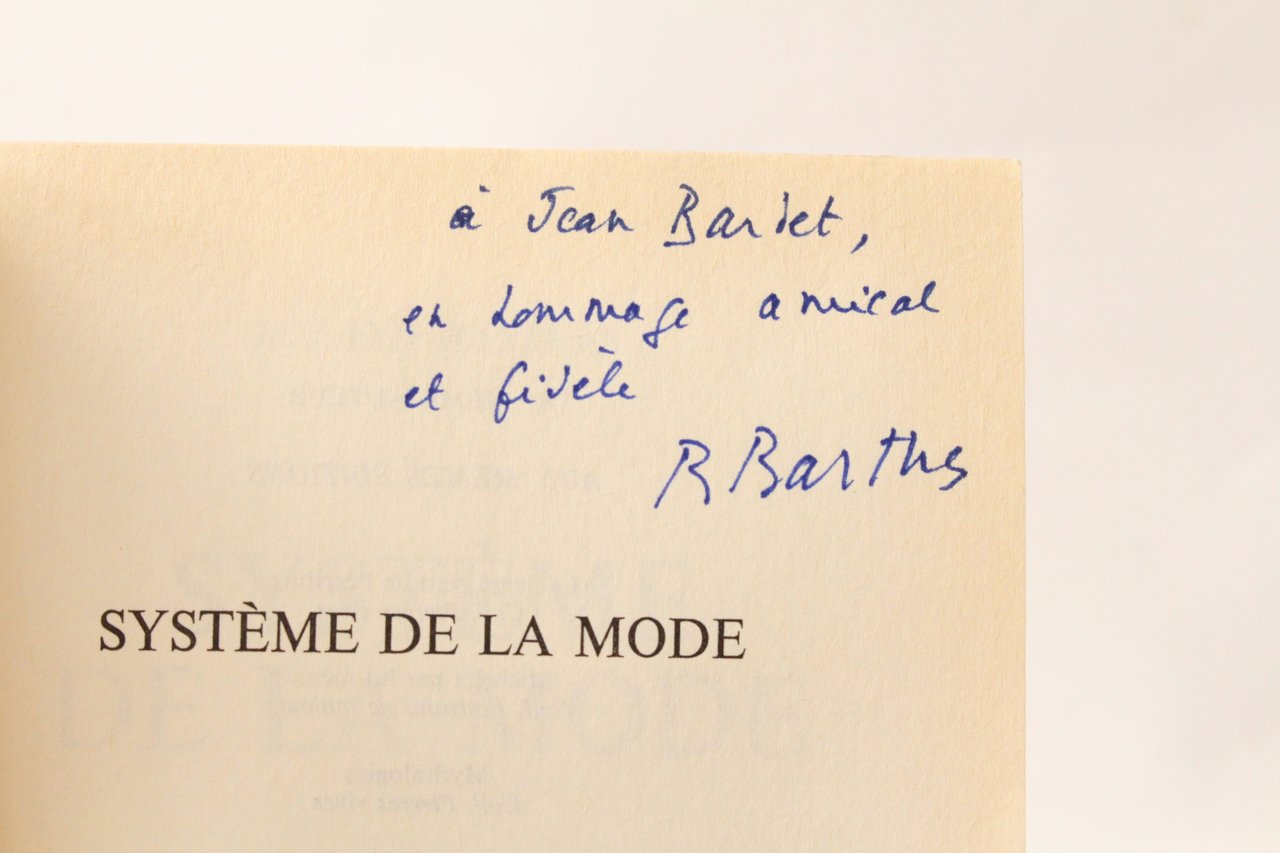 à Jean Bardet,
en hommage amical
et fidèle
R Barthes
SYSTÈME DE LA MODE